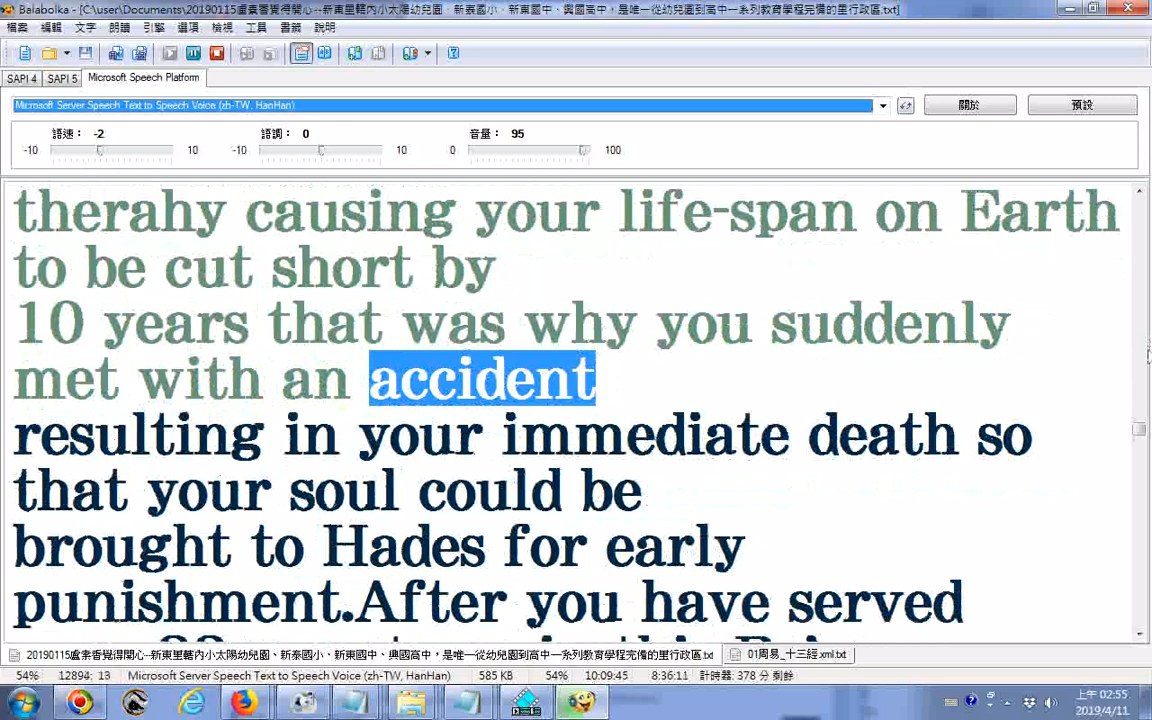 Balabolka - [C:\user\Documents\20190115盧素香覺得開心--新東里轄內小太陽幼兒園、新泰國小、新東國中、興國高中，是唯一從幼兒園到高中一系列教育學程完備的里行政區.txt]
檔案 編輯 文字 朗讀 引擎 選項 檢視 工具 書籤 說明
SAPI 4 SAPI 5 Microsoft Speech Platform
Microsoft Server Speech Text to Speech Voice (zh-TW, HanHan) 關於 預設
語速： -2 語調： 0 音量： 95
-10 10 -10 10 0 100
therahy causing your life-span on Earth
to be cut short by
10 years that was why you suddenly
met with an accident
resulting in your immediate death so
that your soul could be
brought to Hades for early
punishment.After you have served
20190115盧素香覺得開心--新東里轄內小太陽幼兒園、新泰國小、新東國中、興國高中，是唯一從幼兒園到高中一系列教育學程完備的里行政區.txt 01周易_十三經.xml.txt
54% 12894: 13 Microsoft Server Speech Text to Speech Voice (zh-TW, HanHan) 585 KB 54% 10:09:45 8:36:11 計時器: 378 分 剩餘
上午 02:55
2019/4/11